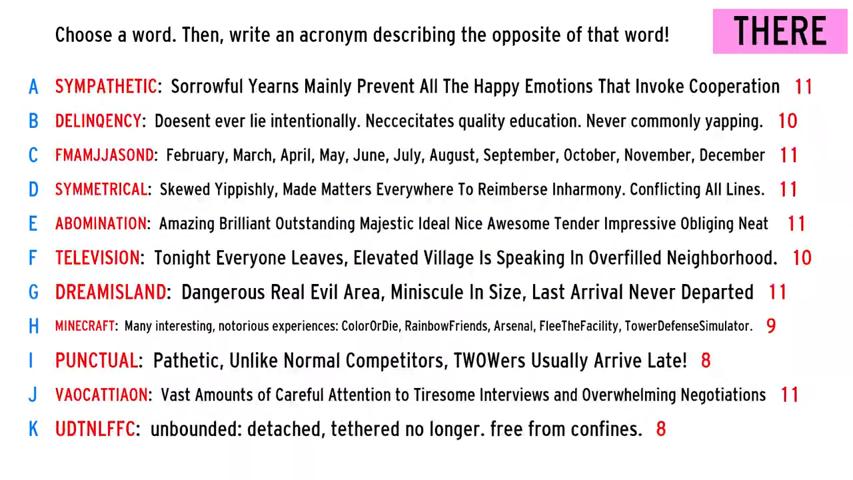 Choose a word. Then, write an acronym describing the opposite of that word!
THERE
A SYMPATHETIC: Sorrowful Yearns Mainly Prevent All The Happy Emotions That Invoke Cooperation 11
B DELINQENCY: Doesent ever lie intentionally. Neccecitates quality education. Never commonly yapping. 10
C FMAMJJASOND: February, March, April, May, June, July, August, September, October, November, December 11
D SYMMETRICAL: Skewed Yippishly, Made Matters Everywhere To Reimberse Inharmony. Conflicting All Lines. 11
E ABOMINATION: Amazing Brilliant Outstanding Majestic Ideal Nice Awesome Tender Impressive Obliging Neat 11
F TELEVISION: Tonight Everyone Leaves, Elevated Village Is Speaking In Overfilled Neighborhood. 10
G DREAMISLAND: Dangerous Real Evil Area, Miniscule In Size, Last Arrival Never Departed 11
H MINECRAFT: Many interesting, notorious experiences: ColorOrDie, RainbowFriends, Arsenal, FleeTheFacility, TowerDefenseSimulator. 9
I PUNCTUAL: Pathetic, Unlike Normal Competitors, TWOWers Usually Arrive Late! 8
J VAOCATTIAON: Vast Amounts of Careful Attention to Tiresome Interviews and Overwhelming Negotiations 11
K UDTNLFFC: unbounded: detached, tethered no longer. free from confines. 8